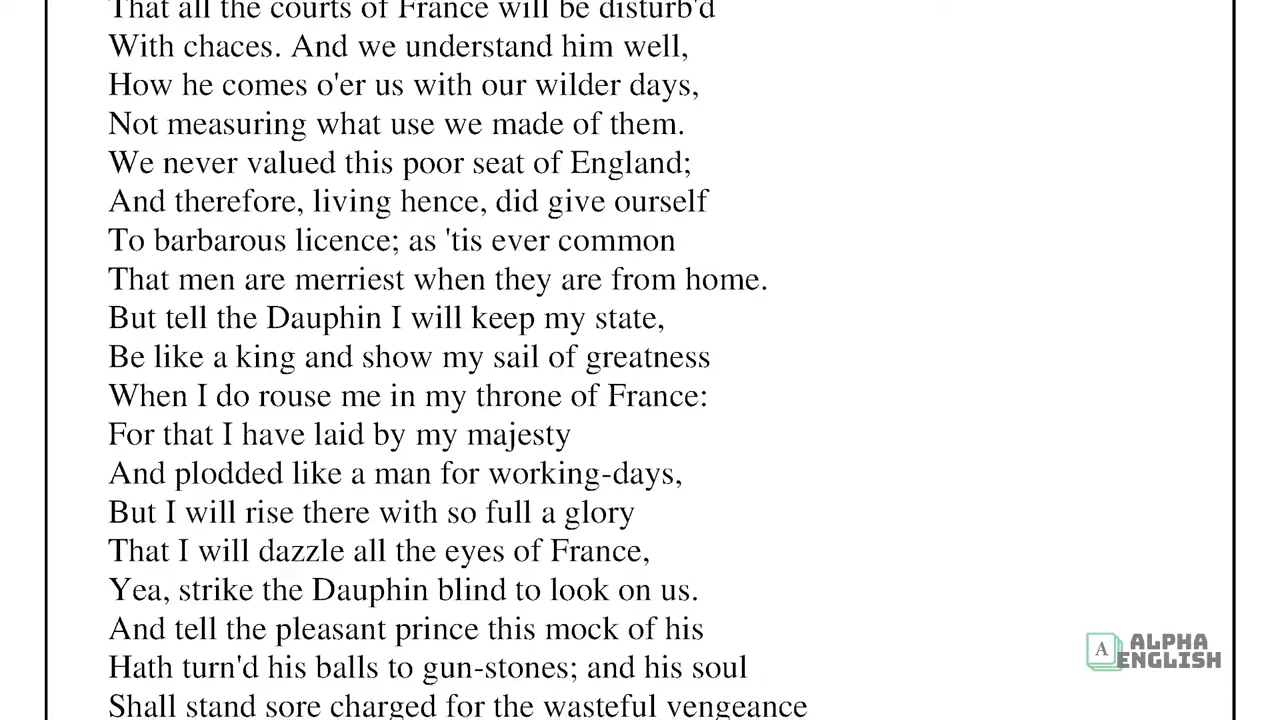 That all the courts of France will be disturb'd
With chaces. And we understand him well,
How he comes o'er us with our wilder days,
Not measuring what use we made of them.
We never valued this poor seat of England;
And therefore, living hence, did give ourself
To barbarous licence; as 'tis ever common
That men are merriest when they are from home.
But tell the Dauphin I will keep my state,
Be like a king and show my sail of greatness
When I do rouse me in my throne of France:
For that I have laid by my majesty
And plodded like a man for working-days,
But I will rise there with so full a glory
That I will dazzle all the eyes of France,
Yea, strike the Dauphin blind to look on us.
And tell the pleasant prince this mock of his
Hath turn'd his balls to gun-stones; and his soul
Shall stand sore charged for the wasteful vengeance
A ALPHA
ENGLISH